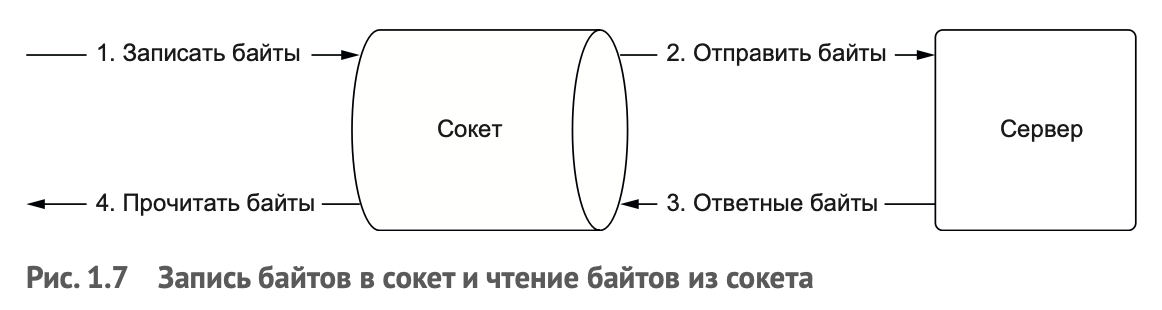 1. Записать байты
2. Отправить байты
Сокет
Сервер
4. Прочитать байты
3. Ответные байты
Рис. 1.7 Запись байтов в сокет и чтение байтов из сокета